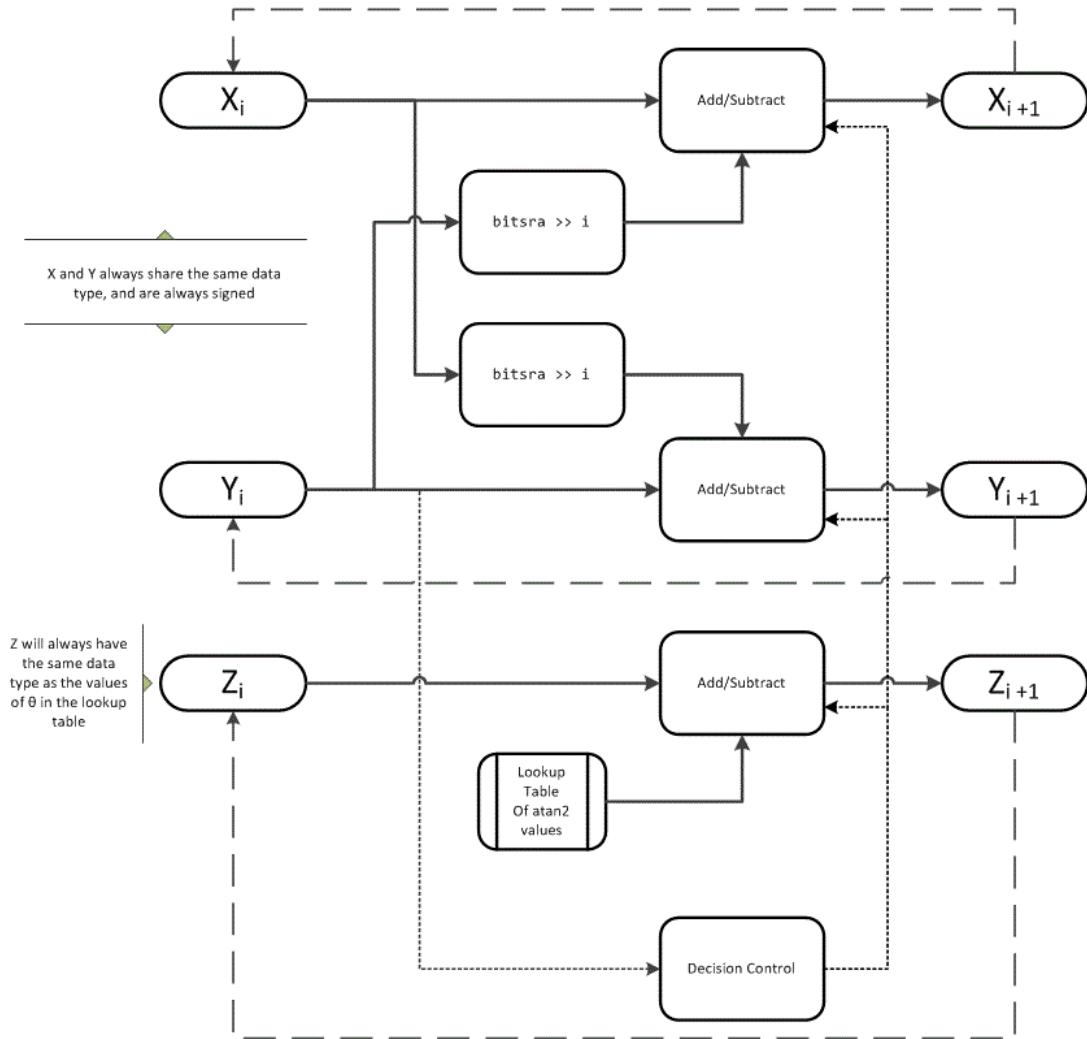 Xᵢ
Add/Subtract
Xᵢ ₊₁
bitsra >> i
X and Y always share the same data
type, and are always signed
bitsra >> i
Yᵢ
Add/Subtract
Yᵢ ₊₁
Z will always have
the same data
type as the values
of θ in the lookup
table
Zᵢ
Add/Subtract
Zᵢ ₊₁
Lookup
Table
Of atan2
values
Decision Control